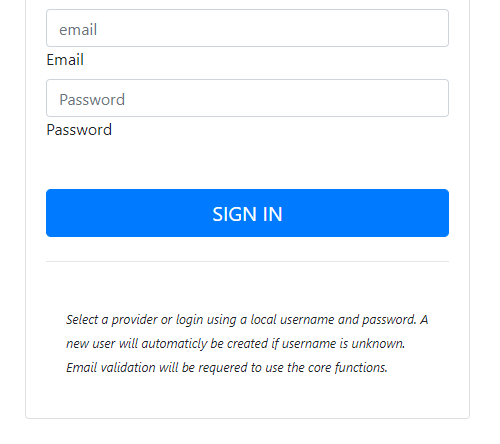 email
Email
Password
Password
SIGN IN
Select a provider or login using a local username and password. A
new user will automaticly be created if username is unknown.
Email validation will be requered to use the core functions.